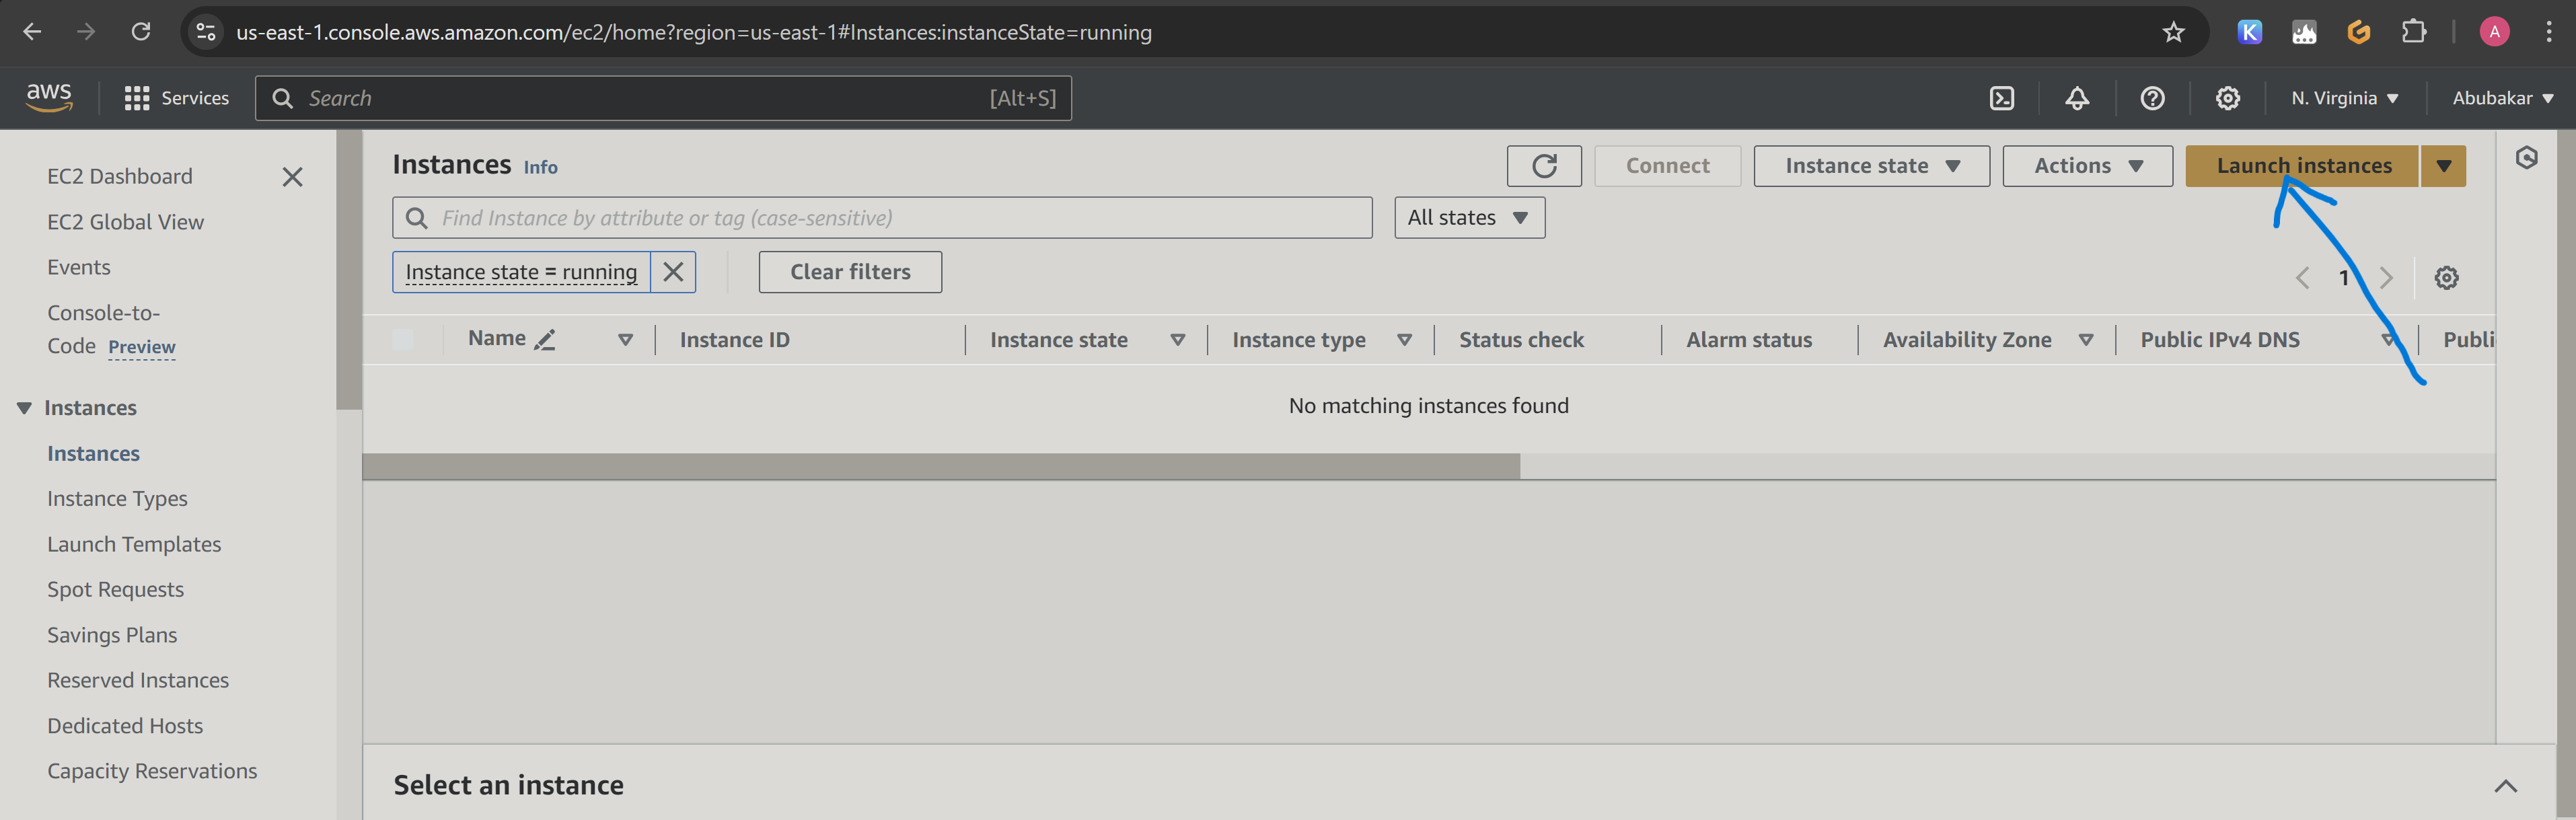 us-east-1.console.aws.amazon.com/ec2/home?region=us-east-1#Instances:instanceState=running
K
A
aws
Services
Search
[Alt+S]
N. Virginia
Abubakar
EC2 Dashboard
EC2 Global View
Events
Console-to-
Code Preview
Instances
Instances
Instance Types
Launch Templates
Spot Requests
Savings Plans
Reserved Instances
Dedicated Hosts
Capacity Reservations
Instances Info
Connect
Instance state
Actions
Launch instances
Find Instance by attribute or tag (case-sensitive)
All states
Instance state = running
Clear filters
1
Name
Instance ID
Instance state
Instance type
Status check
Alarm status
Availability Zone
Public IPv4 DNS
Publi
No matching instances found
Select an instance